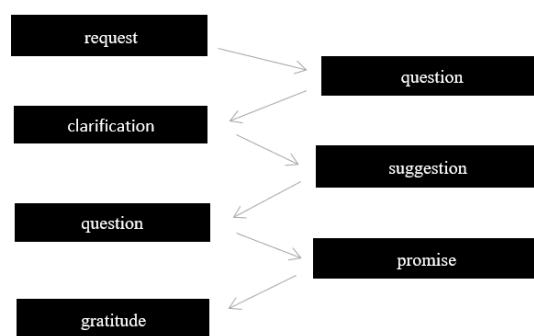 request
question
clarification
suggestion
question
promise
gratitude